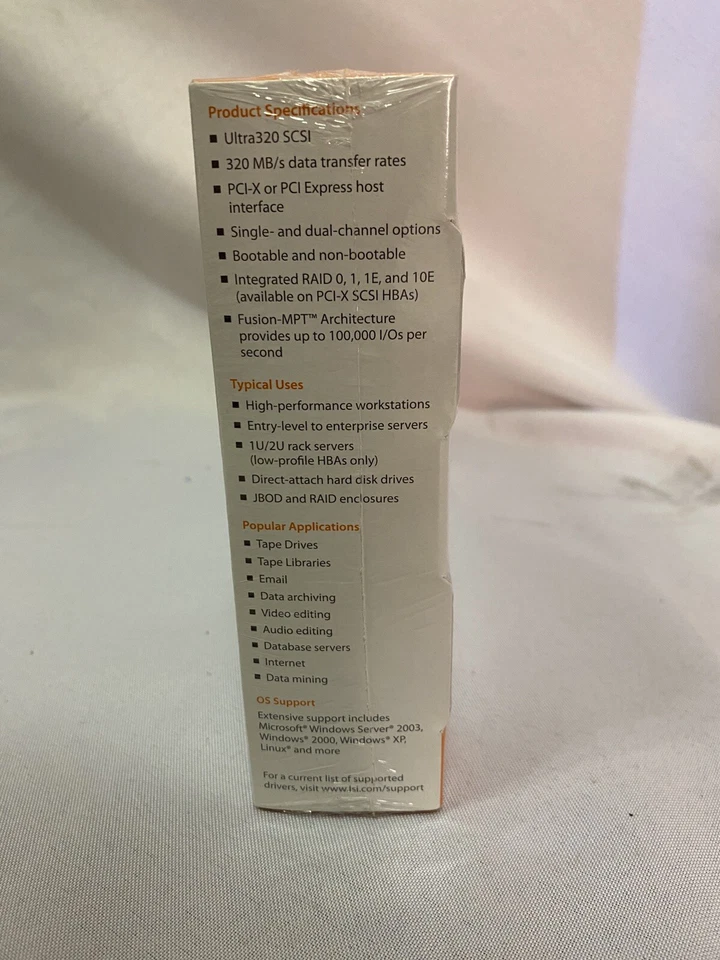 Product Specifications
■ Ultra320 SCSI
■ 320 MB/s data transfer rates
■ PCI-X or PCI Express host
interface
■ Single- and dual-channel options
■ Bootable and non-bootable
■ Integrated RAID 0, 1, 1E, and 10E
(available on PCI-X SCSI HBAs)
■ Fusion-MPT™ Architecture
provides up to 100,000 I/Os per
second
Typical Uses
■ High-performance workstations
■ Entry-level to enterprise servers
■ 1U/2U rack servers
(low-profile HBAs only)
■ Direct-attach hard disk drives
■ JBOD and RAID enclosures
Popular Applications
■ Tape Drives
■ Tape Libraries
■ Email
■ Data archiving
■ Video editing
■ Audio editing
■ Database servers
■ Internet
■ Data mining
OS Support
Extensive support includes
Microsoft® Windows Server® 2003,
Windows® 2000, Windows® XP,
Linux® and more
For a current list of supported
drivers, visit www.lsi.com/support